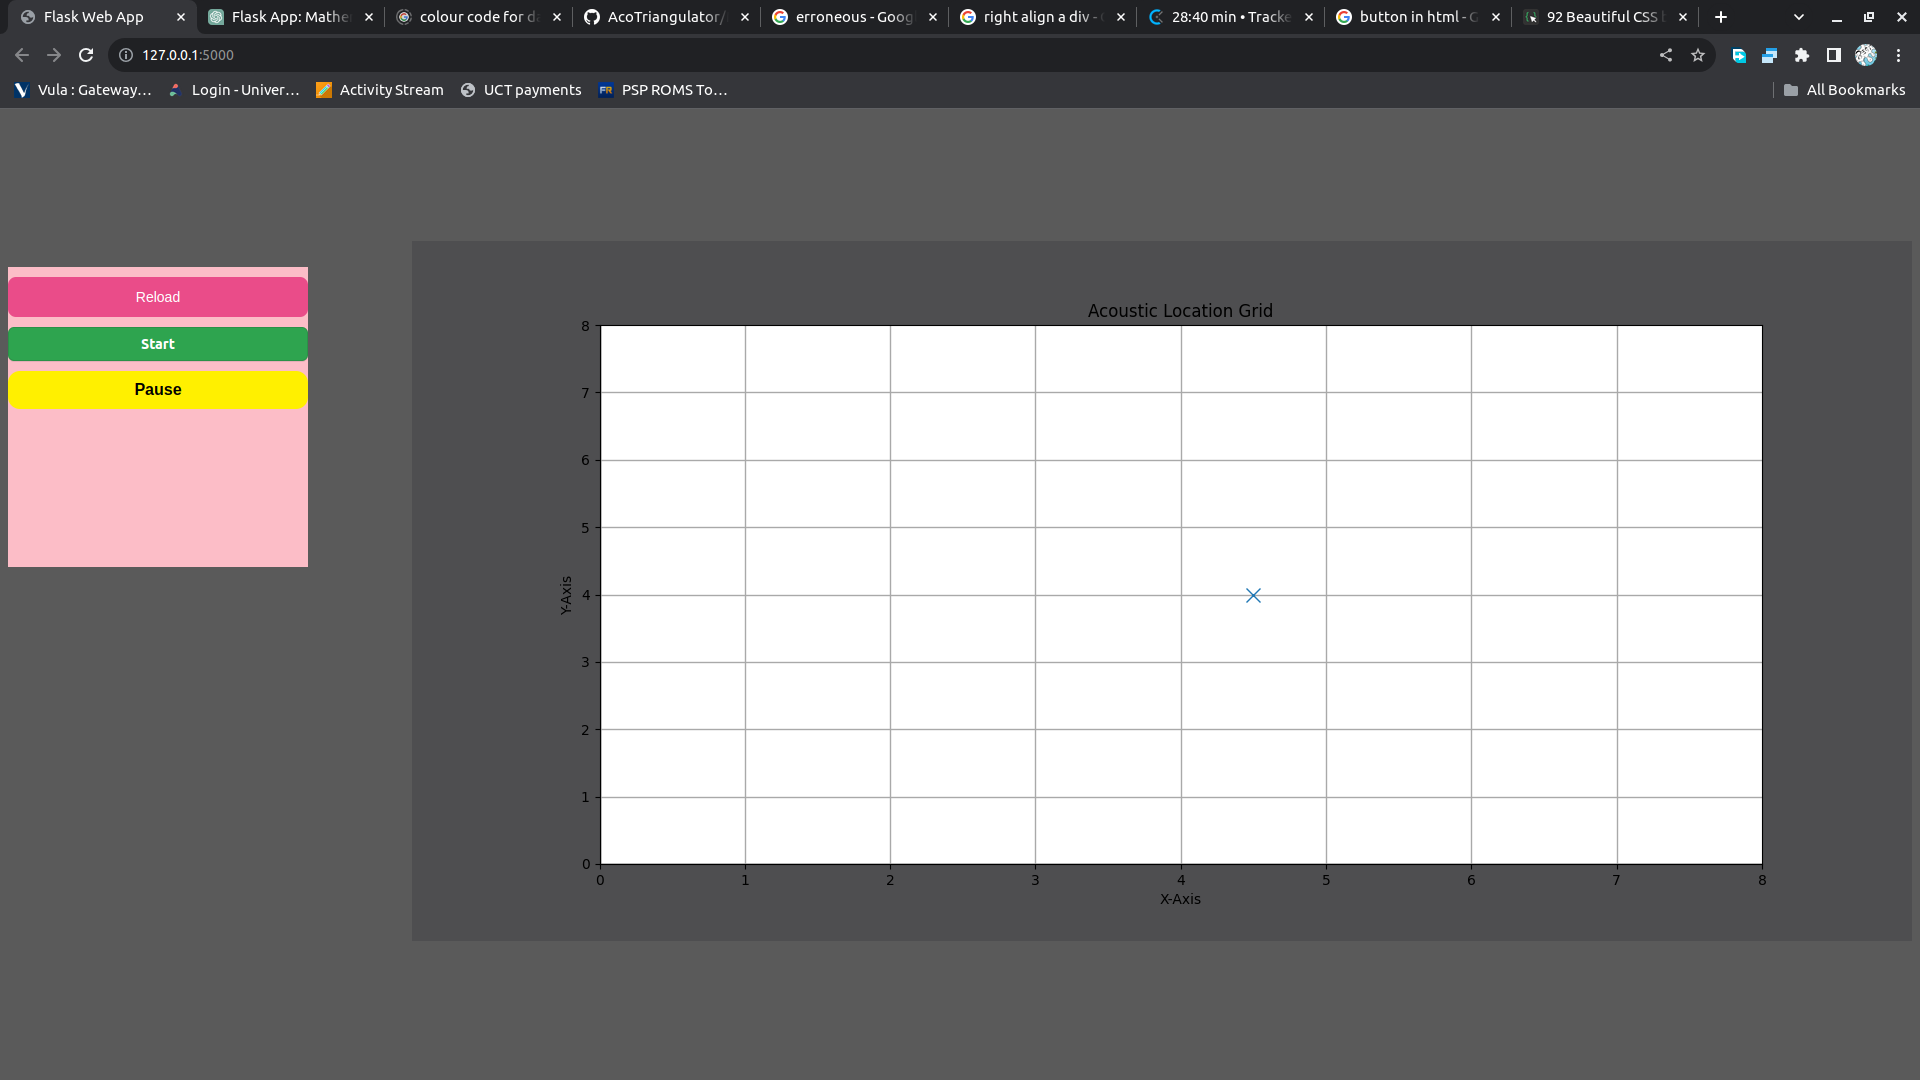 Flask Web App
Flask App: Mathe
colour code for da
AcoTriangulator/
erroneous - Goog
right align a div - G
28:40 min • Tracke
button in html - G
92 Beautiful CSS b
127.0.0.1:5000
Vula : Gateway...
Login - Univer...
Activity Stream
UCT payments
PSP ROMS To...
All Bookmarks
Reload
Start
Pause
Acoustic Location Grid
8
7
6
5
4
3
2
1
0
Y-Axis
0 1 2 3 4 5 6 7 8
X-Axis